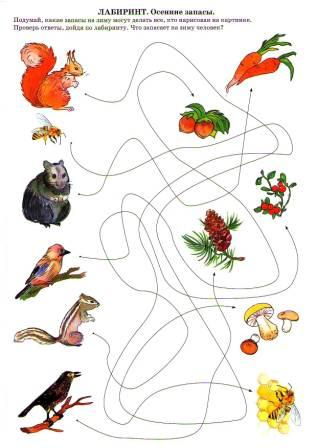 ЛАБИРИНТ. Осенние запасы.
Подумай, какие запасы на зиму могут делать все, кто нарисован на картинке.
Проверь ответы, дойдя по лабиринту. Что запасает на зиму человек?